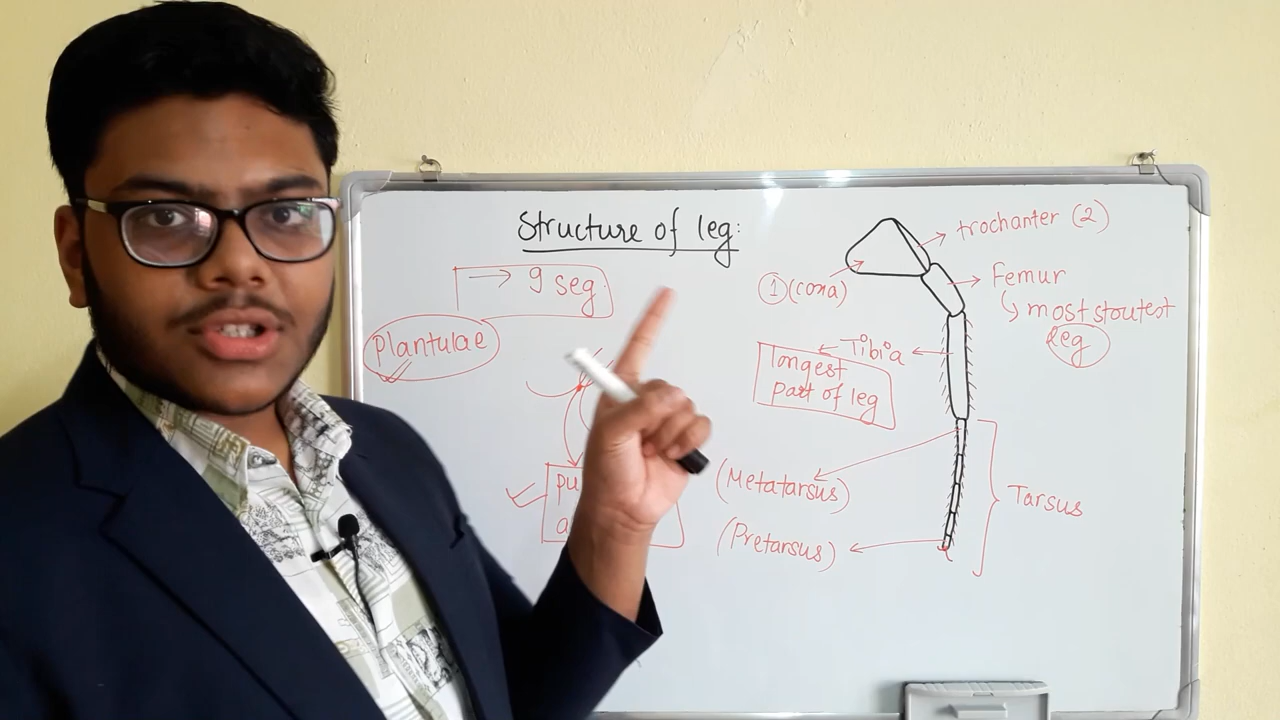 Structure of leg:
→ 9 seg.
Plantulae
pu
a
trochanter (2)
1 (coxa)
Femur
most stoutest
leg
Tibia
longest
part of leg
(Metatarsus)
(Pretarsus)
Tarsus